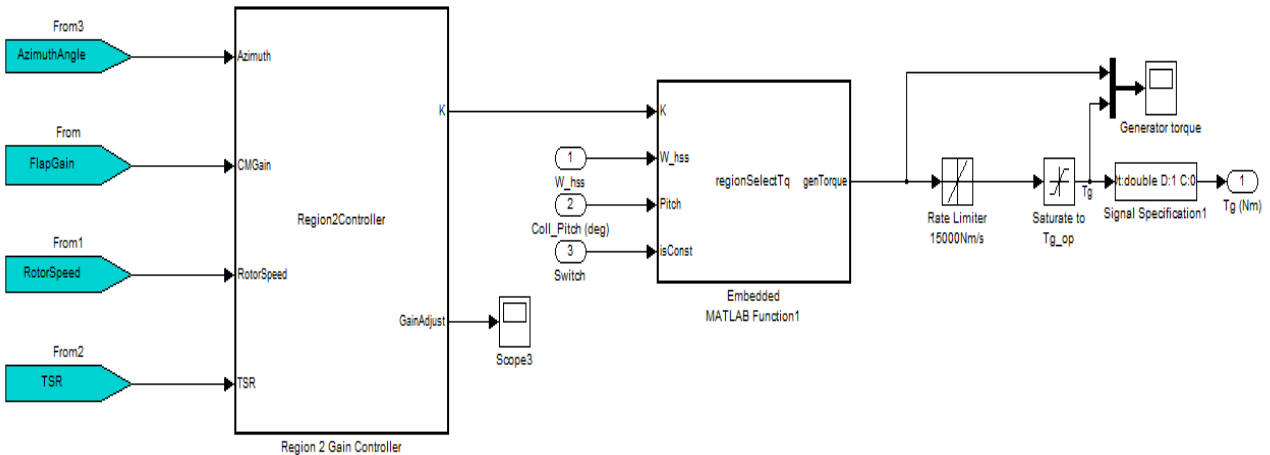 From3
AzimuthAngle
From
FlapGain
From1
RotorSpeed
From2
TSR
Azimuth
CMGain
RotorSpeed
TSR
Region2Controller
K
GainAdjust
Region 2 Gain Controller
Scope3
1
W_hss
2
Coll_Pitch (deg)
3
Switch
K
W_hss
Pitch
isConst
regionSelectTq
genTorque
Embedded
MATLAB Function1
Rate Limiter
15000Nm/s
Saturate to
Tg_op
Tg
Generator torque
t:double D:1 C:0
Signal Specification1
1
Tg (Nm)